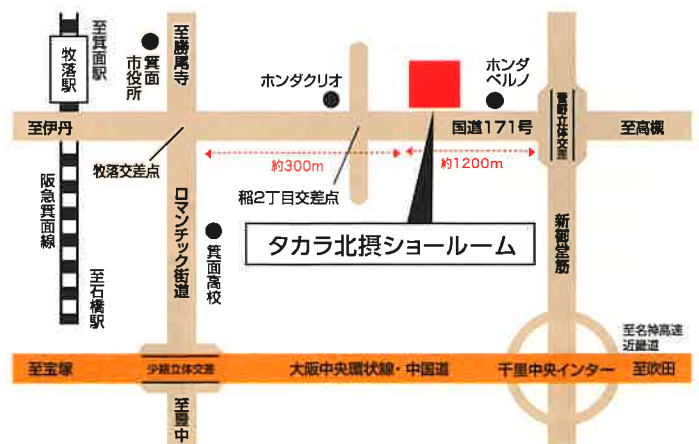 至箕面駅
牧落駅
箕面
市役所
至勝尾寺
ホンダクリオ
ホンダ
ベルノ
萱野立体交差
至伊丹
国道171号
至高槻
牧落交差点
約300m
約1200m
稲2丁目交差点
阪急箕面線
ロマンチック街道
箕面高校
タカラ北摂ショールーム
新御堂筋
至石橋駅
至名神高速
近畿道
至宝塚
少路立体交差
大阪中央環状線・中国道
千里中央インター
至吹田
至豊中